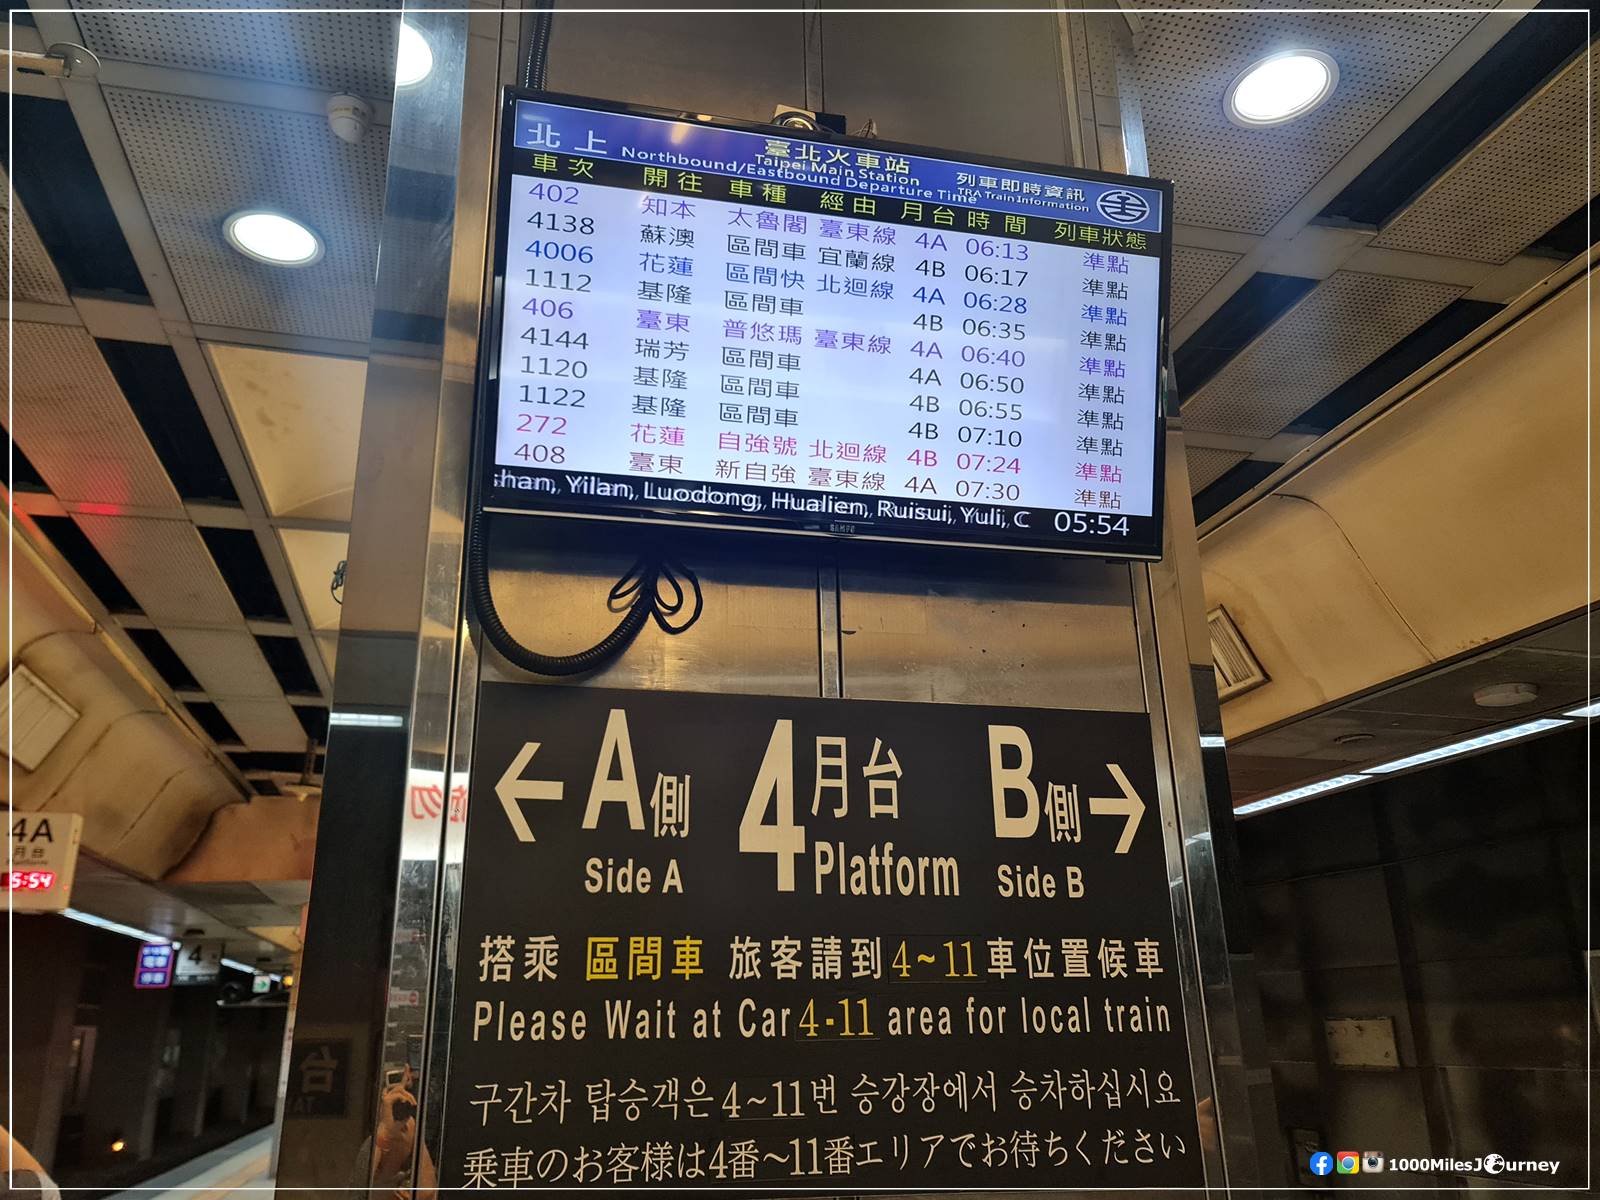 北上
臺北火車站
Taipei Main Station
Northbound/Eastbound Departure Time
列車即時資訊
TRA Train Information
車次 開往 車種 經由 月台 時間 列車狀態
402 知本 太魯閣 臺東線 4A 06:13 準點
4138 蘇澳 區間車 宜蘭線 4B 06:17 準點
4006 花蓮 區間快 北迴線 4A 06:28 準點
1112 基隆 區間車 4B 06:35 準點
406 臺東 普悠瑪 臺東線 4A 06:40 準點
4144 瑞芳 區間車 4A 06:50 準點
1120 基隆 區間車 4B 06:55 準點
1122 基隆 區間車 4B 07:10 準點
272 花蓮 自強號 北迴線 4B 07:24 準點
408 臺東 新自強 臺東線 4A 07:30 準點
shan, Yilan, Luodong, Hualien, Ruisui, Yuli, C 05:54
← A側 4月台 B側 →
Side A Platform Side B
搭乘 區間車 旅客請到4~11車位置候車
Please Wait at Car 4-11 area for local train
구간차 탑승객은 4~11번 승강장에서 승차하십시요
乗車のお客様は4番~11番エリアでお待ちください
4A
月台
5:54
4
台
1000MilesJourney